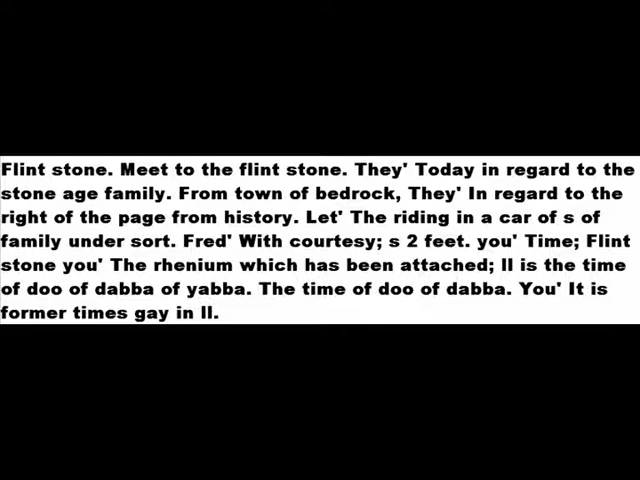 Flint stone. Meet to the flint stone. They' Today in regard to the
stone age family. From town of bedrock, They' In regard to the
right of the page from history. Let' The riding in a car of s of
family under sort. Fred' With courtesy; s 2 feet. you' Time; Flint
stone you' The rhenium which has been attached; ll is the time
of doo of dabba of yabba. The time of doo of dabba. You' It is
former times gay in ll.